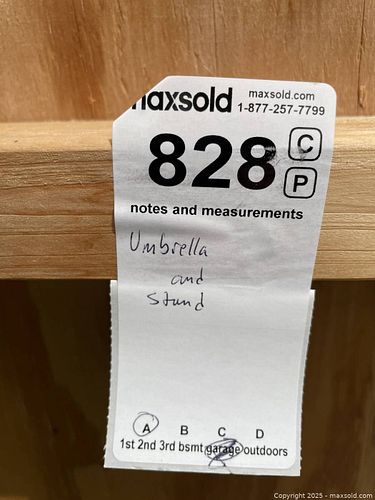 maxsold maxsold.com
1-877-257-7799
828 C
P
notes and measurements
Umbrella
and
Stand
A B C D
1st 2nd 3rd bsmt garage outdoors
Copyright 2025 - maxsold.com